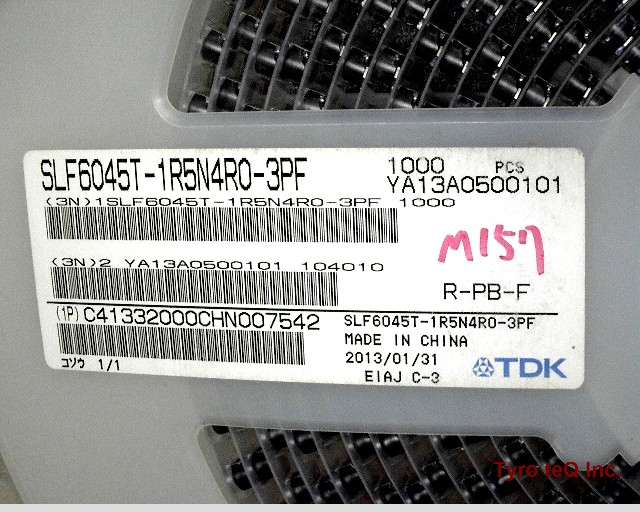 SLF6045T-1R5N4R0-3PF
1000 PCS
YA13A0500101
(3N)1SLF6045T-1R5N4R0-3PF 1000
M157
(3N)2 YA13A0500101 104010
R-PB-F
(1P) C41332000CHN007542
SLF6045T-1R5N4R0-3PF
MADE IN CHINA
2013/01/31
コソウ 1/1
EIAJ C-3
TDK
Tyro teQ Inc.